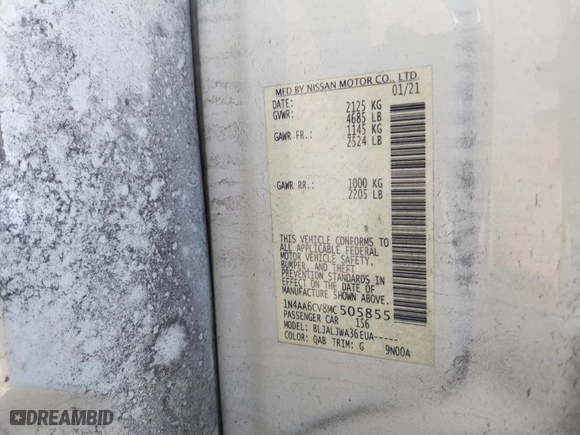 MFD BY NISSAN MOTOR CO., LTD.
DATE: 01/21
GVWR: 2125 KG
4685 LB
GAWR FR.: 1145 KG
2524 LB
GAWR RR.: 1000 KG
2205 LB
THIS VEHICLE CONFORMS TO
ALL APPLICABLE FEDERAL
MOTOR VEHICLE SAFETY,
BUMPER, AND THEFT
PREVENTION STANDARDS IN
EFFECT ON THE DATE OF
MANUFACTURE SHOWN ABOVE.
1N4AA6CV8MC505855
PASSENGER CAR 156
MODEL: BLJALJWA36EUA-----
COLOR: QAB TRIM: G 9N00A
DREAMBID